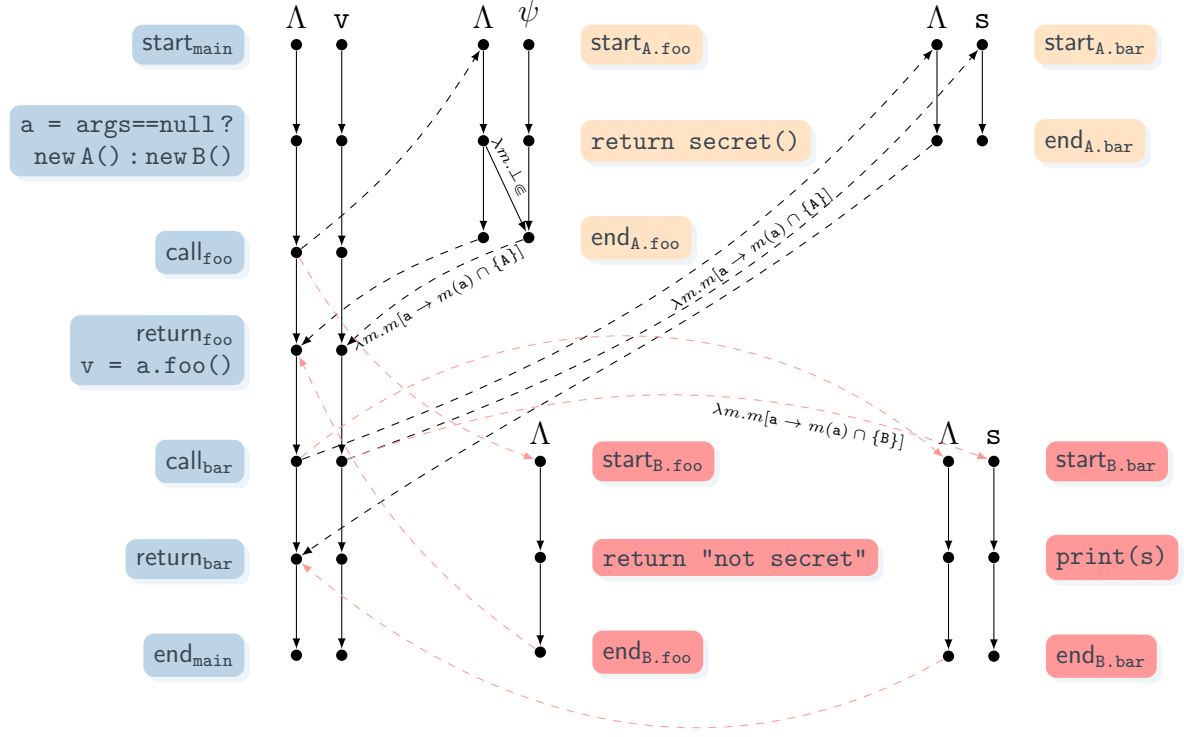 Λ v Λ ψ Λ s
start_main start_A.foo start_A.bar
a = args==null ?
new A() : new B()
return secret() end_A.bar
λm.⊥⋑
call_foo end_A.foo
λm.m[a → m(a) ∩ {A}]
λm.m[a → m(a) ∩ {A}]
return_foo
v = a.foo()
λm.m[a → m(a) ∩ {B}]
Λ Λ s
call_bar start_B.foo start_B.bar
return_bar return "not secret" print(s)
end_main end_B.foo end_B.bar